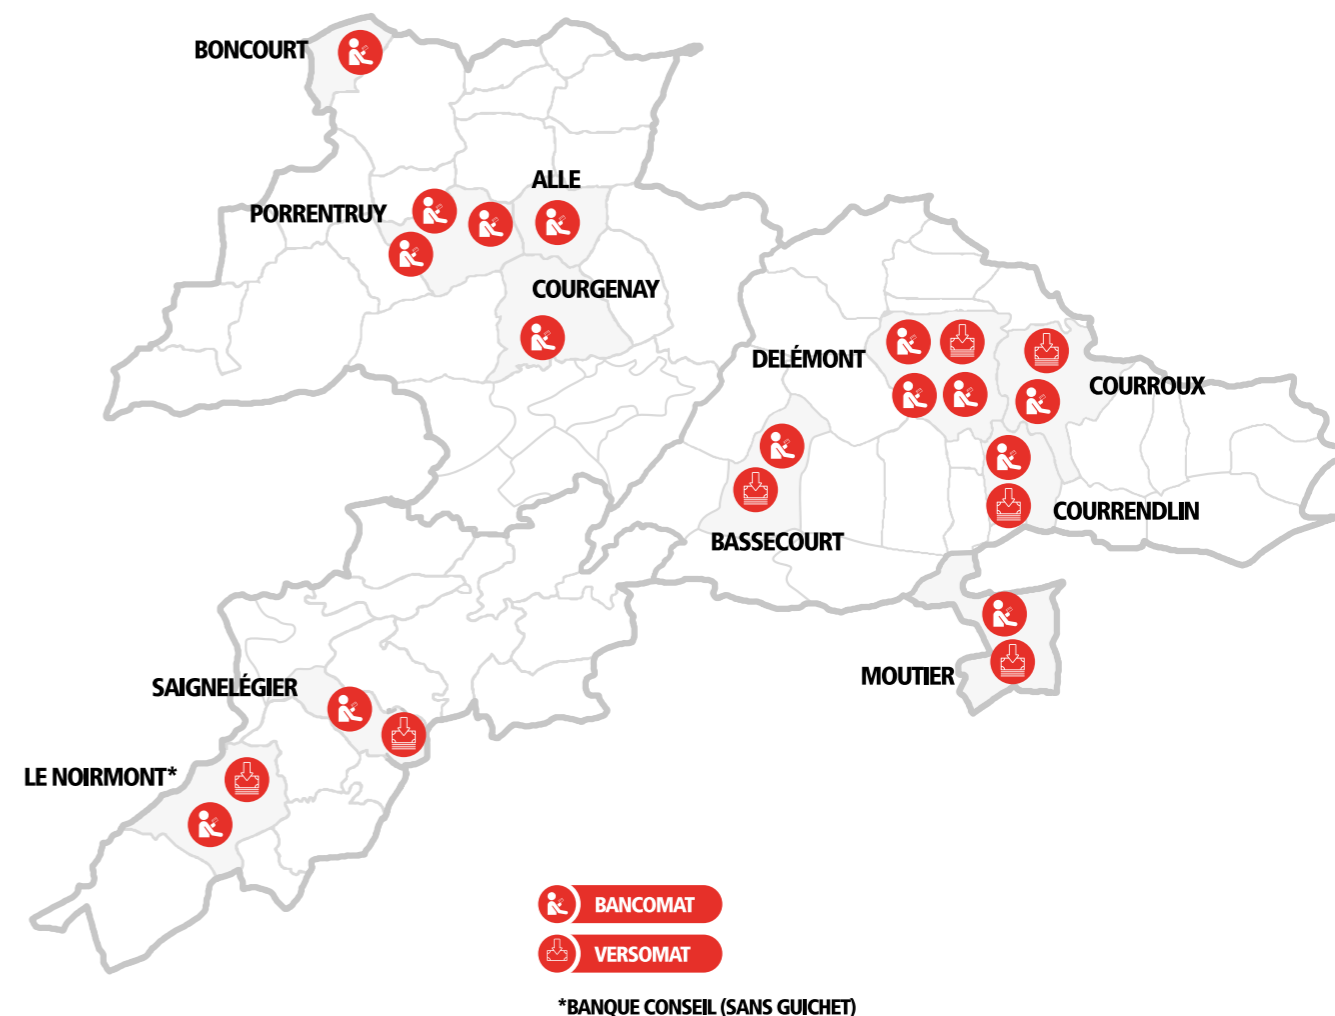 BONCOURT
ALLE
PORRENTRUY
COURGENAY
DELÉMONT
COURROUX
COURRENDLIN
BASSECOURT
MOUTIER
SAIGNELÉGIER
LE NOIRMONT*
BANCOMAT
VERSOMAT
*BANQUE CONSEIL (SANS GUICHET)